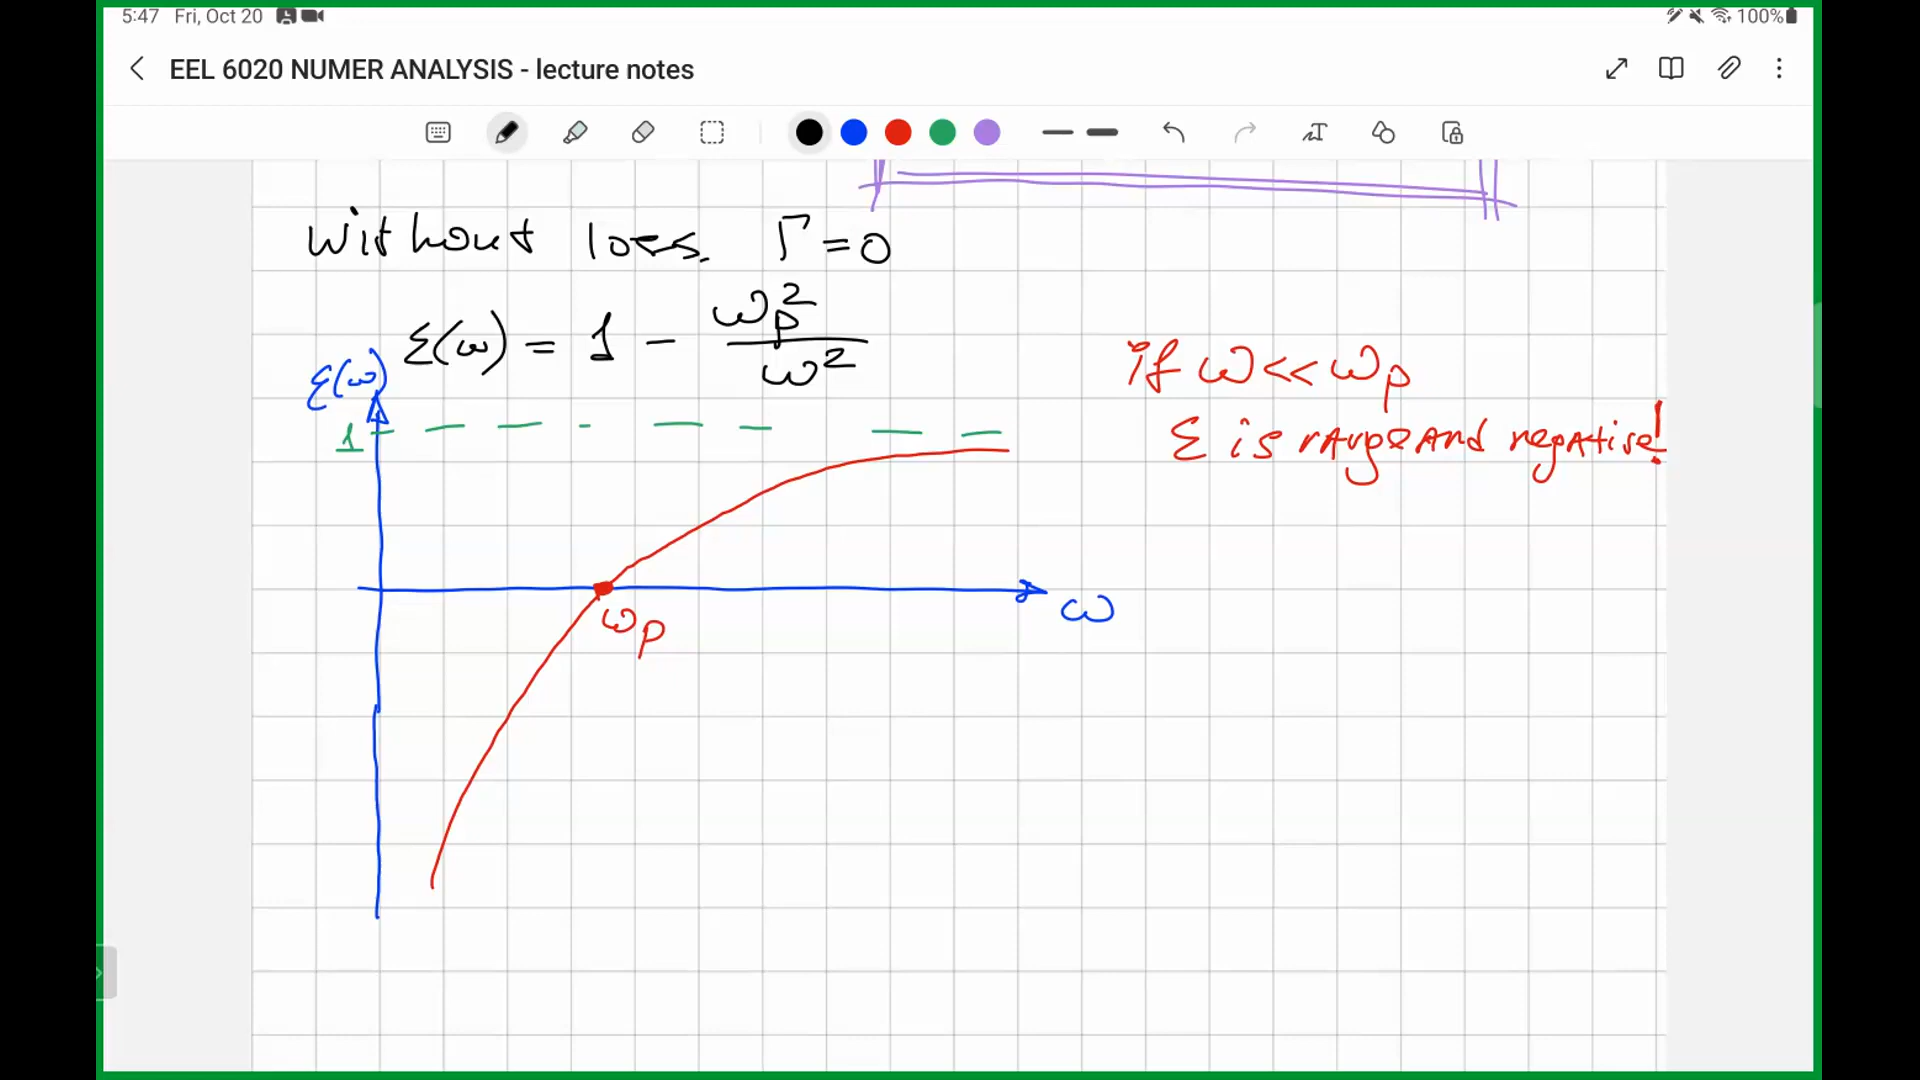 5:47 Fri, Oct 20 100%
EEL 6020 NUMER ANALYSIS - lecture notes
Without loss. Γ = 0
ε(ω) = 1 - ωp²/ω²
if ω << ωp
ε(ω)
1
ε is large and negative!
ω
ωp